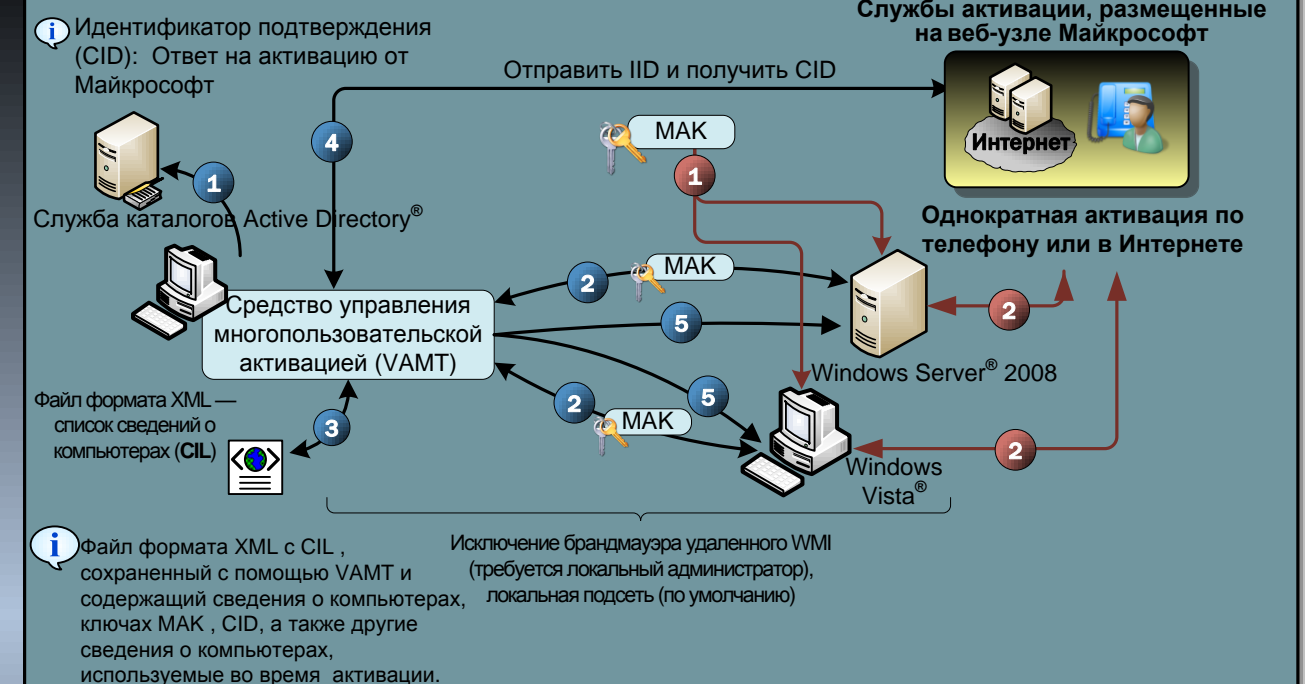 Службы активации, размещенные
на веб-узле Майкрософт
i
Идентификатор подтверждения
(CID): Ответ на активацию от
Майкрософт
Отправить IID и получить CID
4
MAK
1
Интернет
1
Служба каталогов Active Directory®
Однократная активация по
телефону или в Интернете
2
MAK
2
5
Средство управления
многопользовательской
активацией (VAMT)
Windows Server® 2008
Файл формата XML —
список сведений о
компьютерах (CIL)
3
2
MAK
5
2
Windows
Vista®
i
Файл формата XML с CIL ,
сохраненный с помощью VAMT и
содержащий сведения о компьютерах,
ключах MAK , CID, а также другие
сведения о компьютерах,
используемые во время активации.
Исключение брандмауэра удаленного WMI
(требуется локальный администратор),
локальная подсеть (по умолчанию)